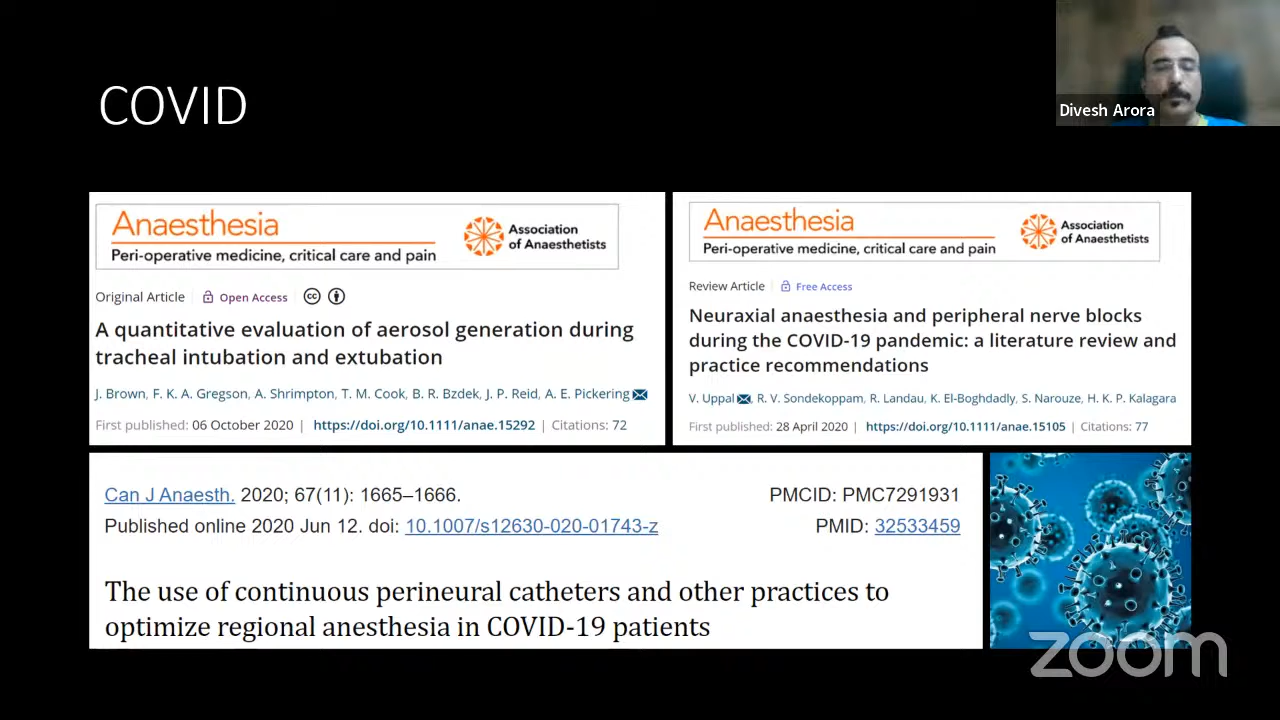 COVID
Divesh Arora
Anaesthesia
Peri-operative medicine, critical care and pain
Association
of Anaesthetists
Original Article
Open Access
cc
A quantitative evaluation of aerosol generation during
tracheal intubation and extubation
J. Brown, F. K. A. Gregson, A. Shrimpton, T. M. Cook, B. R. Bzdek, J. P. Reid, A. E. Pickering
First published: 06 October 2020 | https://doi.org/10.1111/anae.15292 | Citations: 72
Anaesthesia
Peri-operative medicine, critical care and pain
Association
of Anaesthetists
Review Article
Free Access
Neuraxial anaesthesia and peripheral nerve blocks
during the COVID-19 pandemic: a literature review and
practice recommendations
V. Uppal, R. V. Sondekoppam, R. Landau, K. El-Boghdadly, S. Narouze, H. K. P. Kalagara
First published: 28 April 2020 | https://doi.org/10.1111/anae.15105 | Citations: 77
Can J Anaesth. 2020; 67(11): 1665–1666.
Published online 2020 Jun 12. doi: 10.1007/s12630-020-01743-z
PMCID: PMC7291931
PMID: 32533459
The use of continuous perineural catheters and other practices to
optimize regional anesthesia in COVID-19 patients
zoom